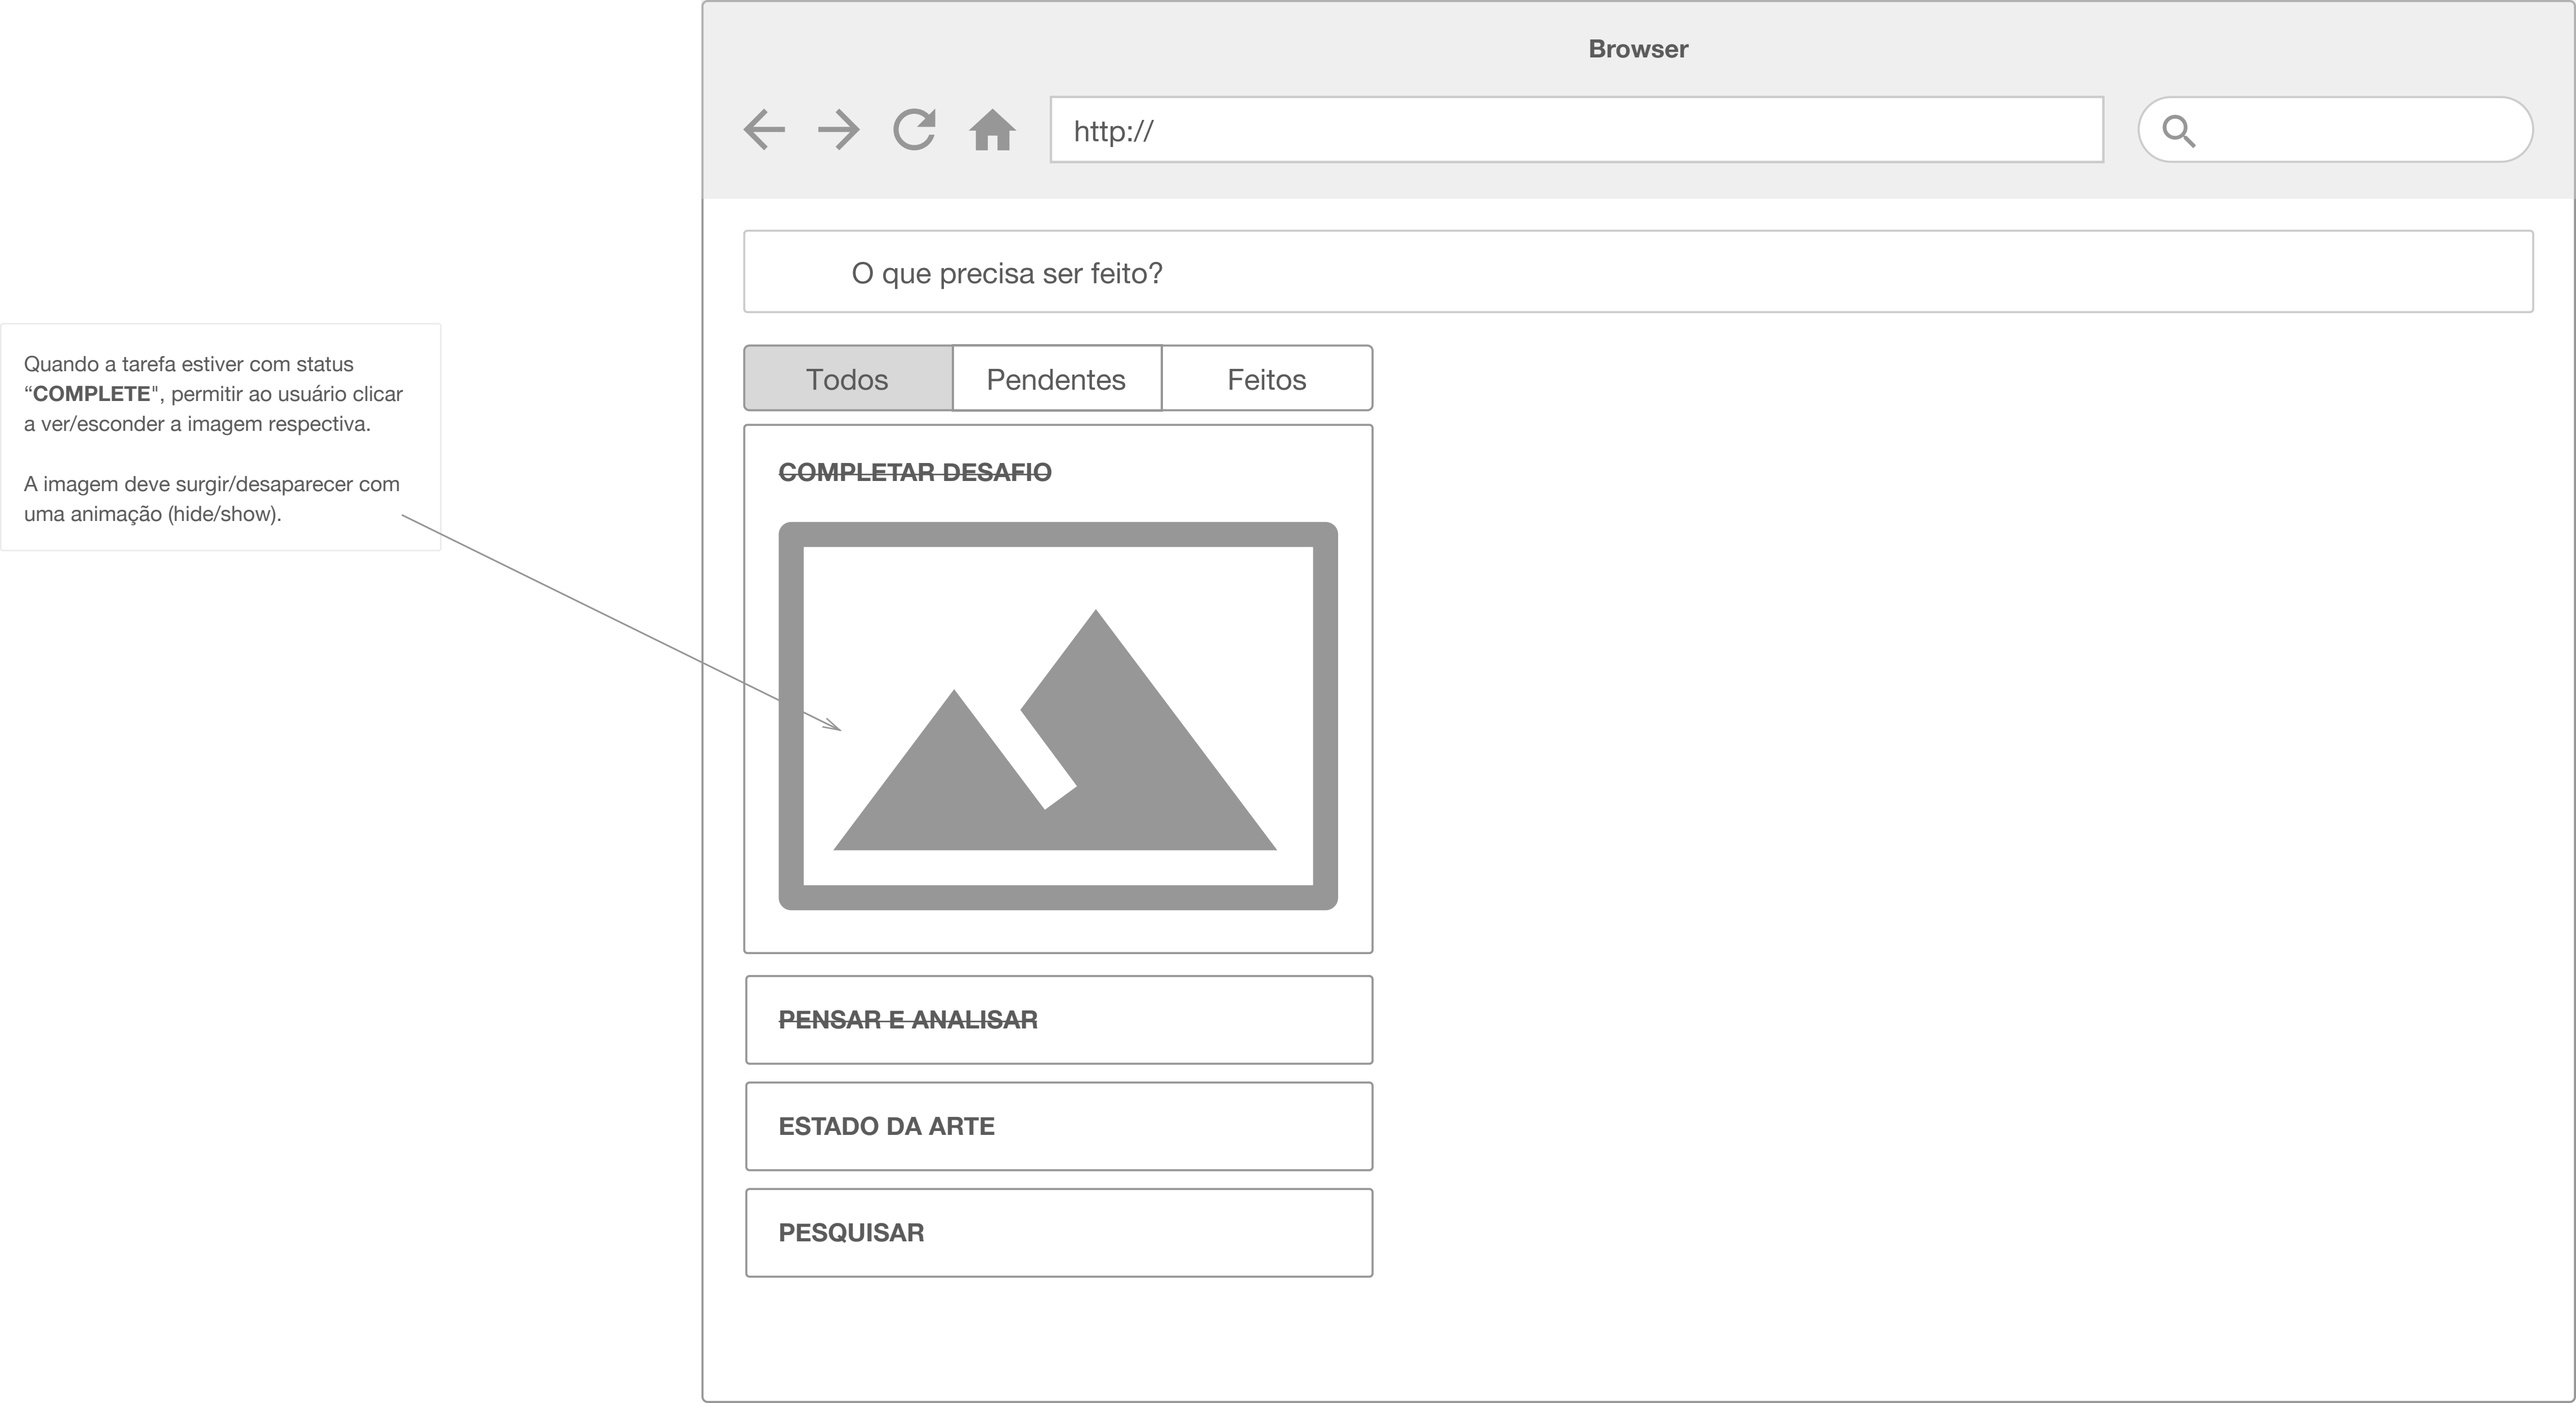 Browser
http://
O que precisa ser feito?
Quando a tarefa estiver com status
“COMPLETE", permitir ao usuário clicar
a ver/esconder a imagem respectiva.
A imagem deve surgir/desaparecer com
uma animação (hide/show).
Todos Pendentes Feitos
COMPLETAR DESAFIO
PENSAR E ANALISAR
ESTADO DA ARTE
PESQUISAR